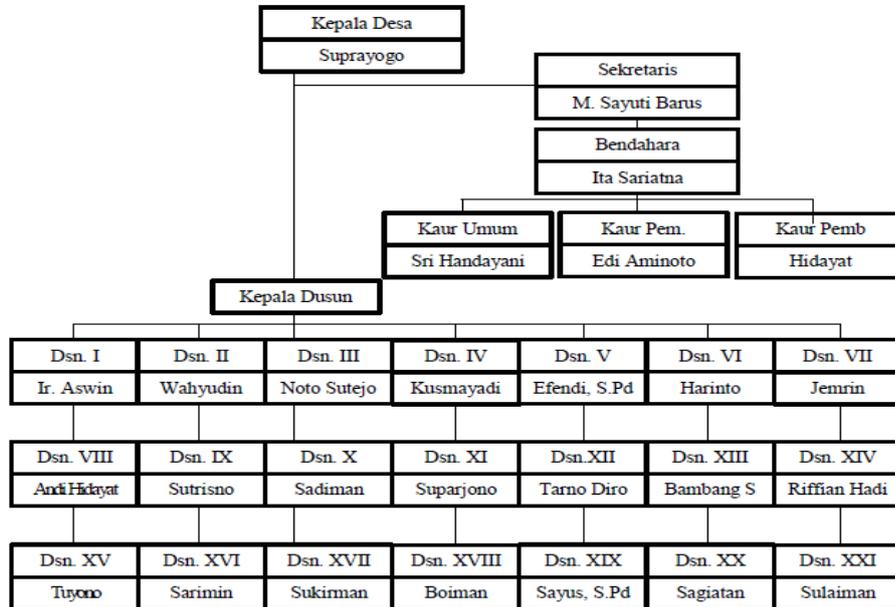 Kepala Desa
Suprayogo
Sekretaris
M. Sayuti Barus
Bendahara
Ita Sariatna
Kaur Umum
Kaur Pem.
Kaur Pemb
Sri Handayani
Edi Aminoto
Hidayat
Kepala Dusun
Dsn. I
Dsn. II
Dsn. III
Dsn. IV
Dsn. V
Dsn. VI
Dsn. VII
Ir. Aswin
Wahyudin
Noto Sutejo
Kusmayadi
Efendi, S.Pd
Harinto
Jemrin
Dsn. VIII
Dsn. IX
Dsn. X
Dsn. XI
Dsn.XII
Dsn. XIII
Dsn. XIV
Andi Hidayat
Sutrisno
Sadiman
Suparjono
Tarno Diro
Bambang S
Riffian Hadi
Dsn. XV
Dsn. XVI
Dsn. XVII
Dsn. XVIII
Dsn. XIX
Dsn. XX
Dsn. XXI
Tuyono
Sarimin
Sukirman
Boiman
Sayus, S.Pd
Sagiatan
Sulaiman